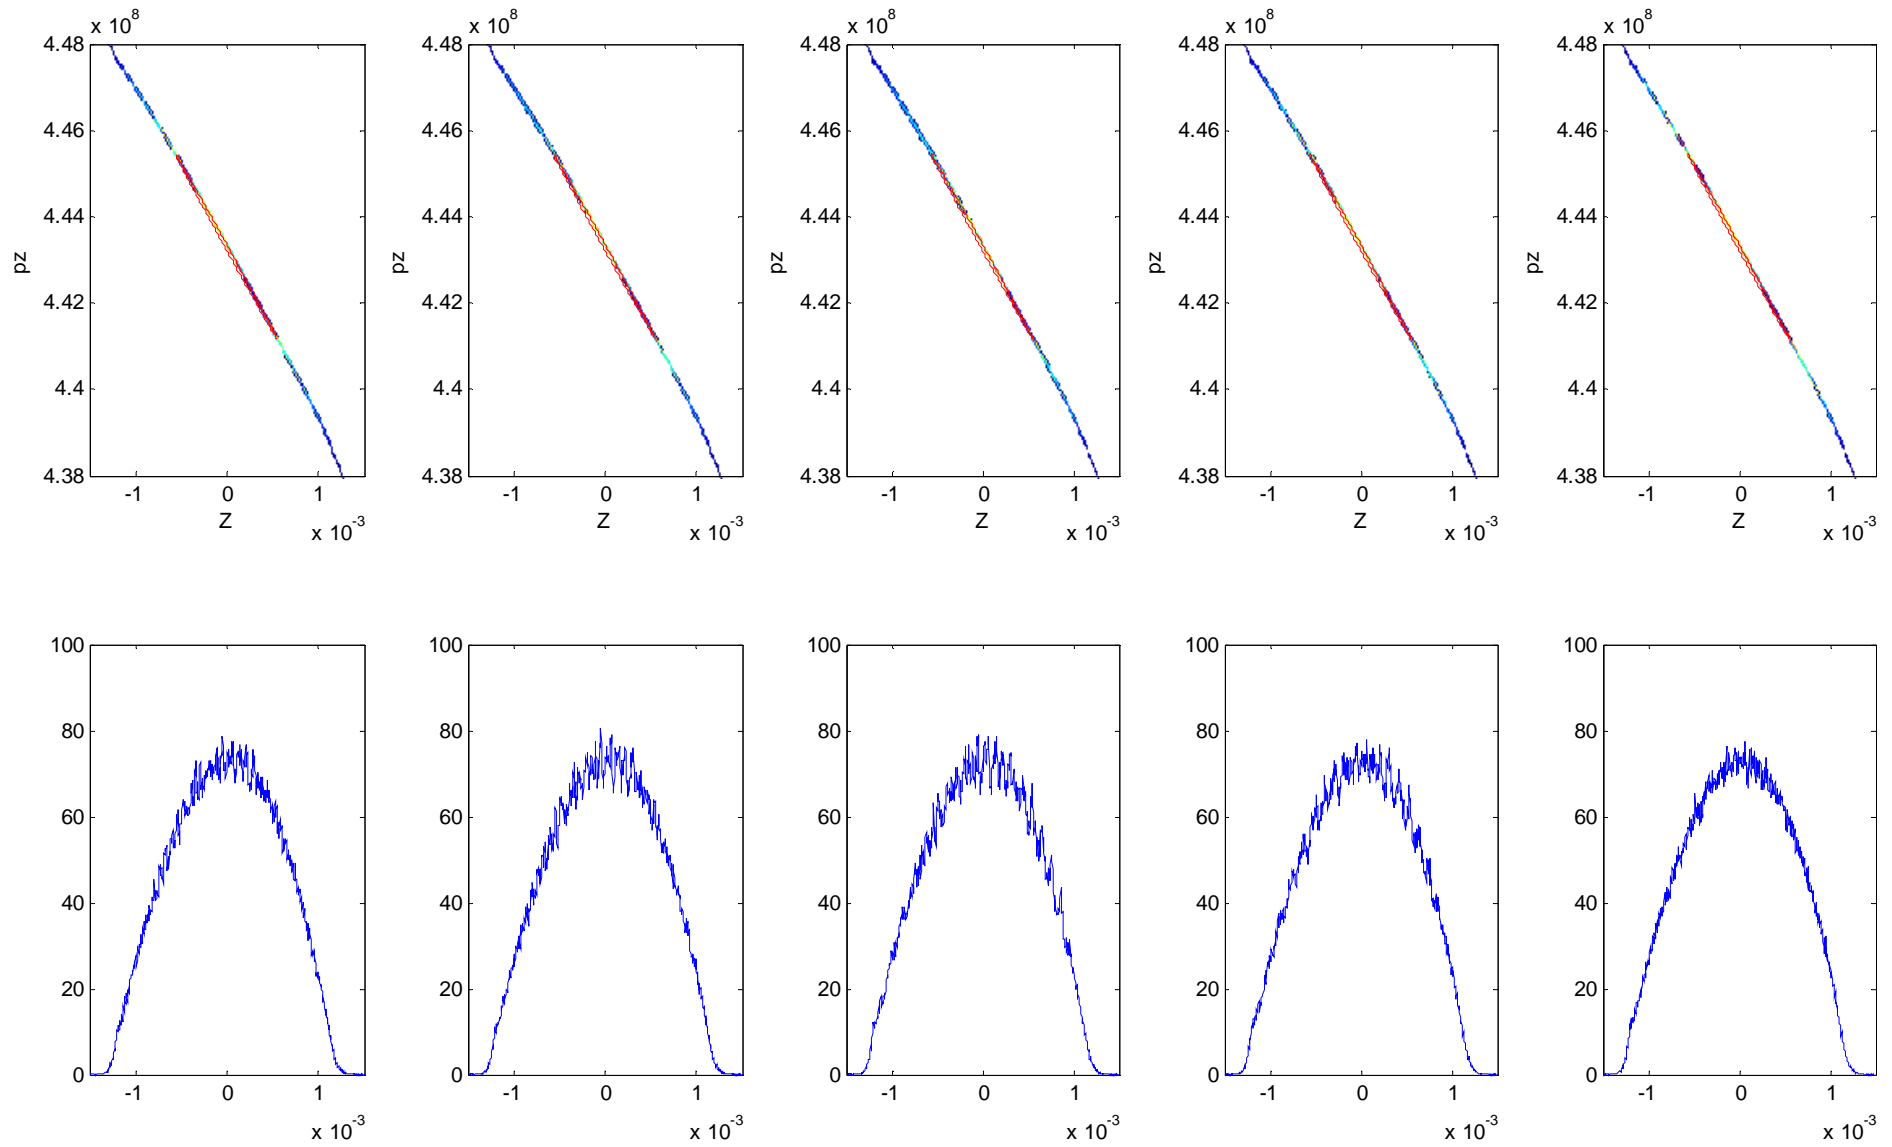 x 10^8 x 10^8 x 10^8 x 10^8 x 10^8
4.48 4.48 4.48 4.48 4.48
4.46 4.46 4.46 4.46 4.46
4.44 4.44 4.44 4.44 4.44
pz pz pz pz pz
4.42 4.42 4.42 4.42 4.42
4.4 4.4 4.4 4.4 4.4
4.38 4.38 4.38 4.38 4.38
-1 0 1 -1 0 1 -1 0 1 -1 0 1 -1 0 1
Z Z Z Z Z
x 10^-3 x 10^-3 x 10^-3 x 10^-3 x 10^-3
100 100 100 100 100
80 80 80 80 80
60 60 60 60 60
40 40 40 40 40
20 20 20 20 20
0 0 0 0 0
-1 0 1 -1 0 1 -1 0 1 -1 0 1 -1 0 1
x 10^-3 x 10^-3 x 10^-3 x 10^-3 x 10^-3